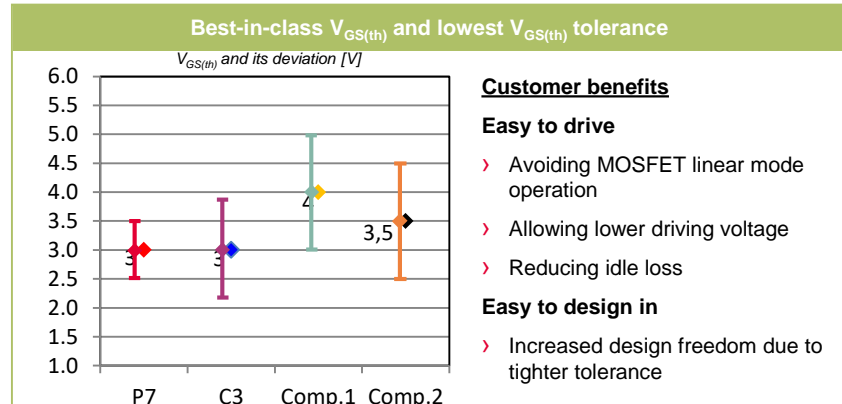 Best-in-class VGS(th) and lowest VGS(th) tolerance
VGS(th) and its deviation [V]
6.0
5.5
5.0
4.5
4.0
3.5
3.0
2.5
2.0
1.5
1.0
3
3
4
3,5
P7 C3 Comp.1 Comp.2
Customer benefits
Easy to drive
› Avoiding MOSFET linear mode
operation
› Allowing lower driving voltage
› Reducing idle loss
Easy to design in
› Increased design freedom due to
tighter tolerance